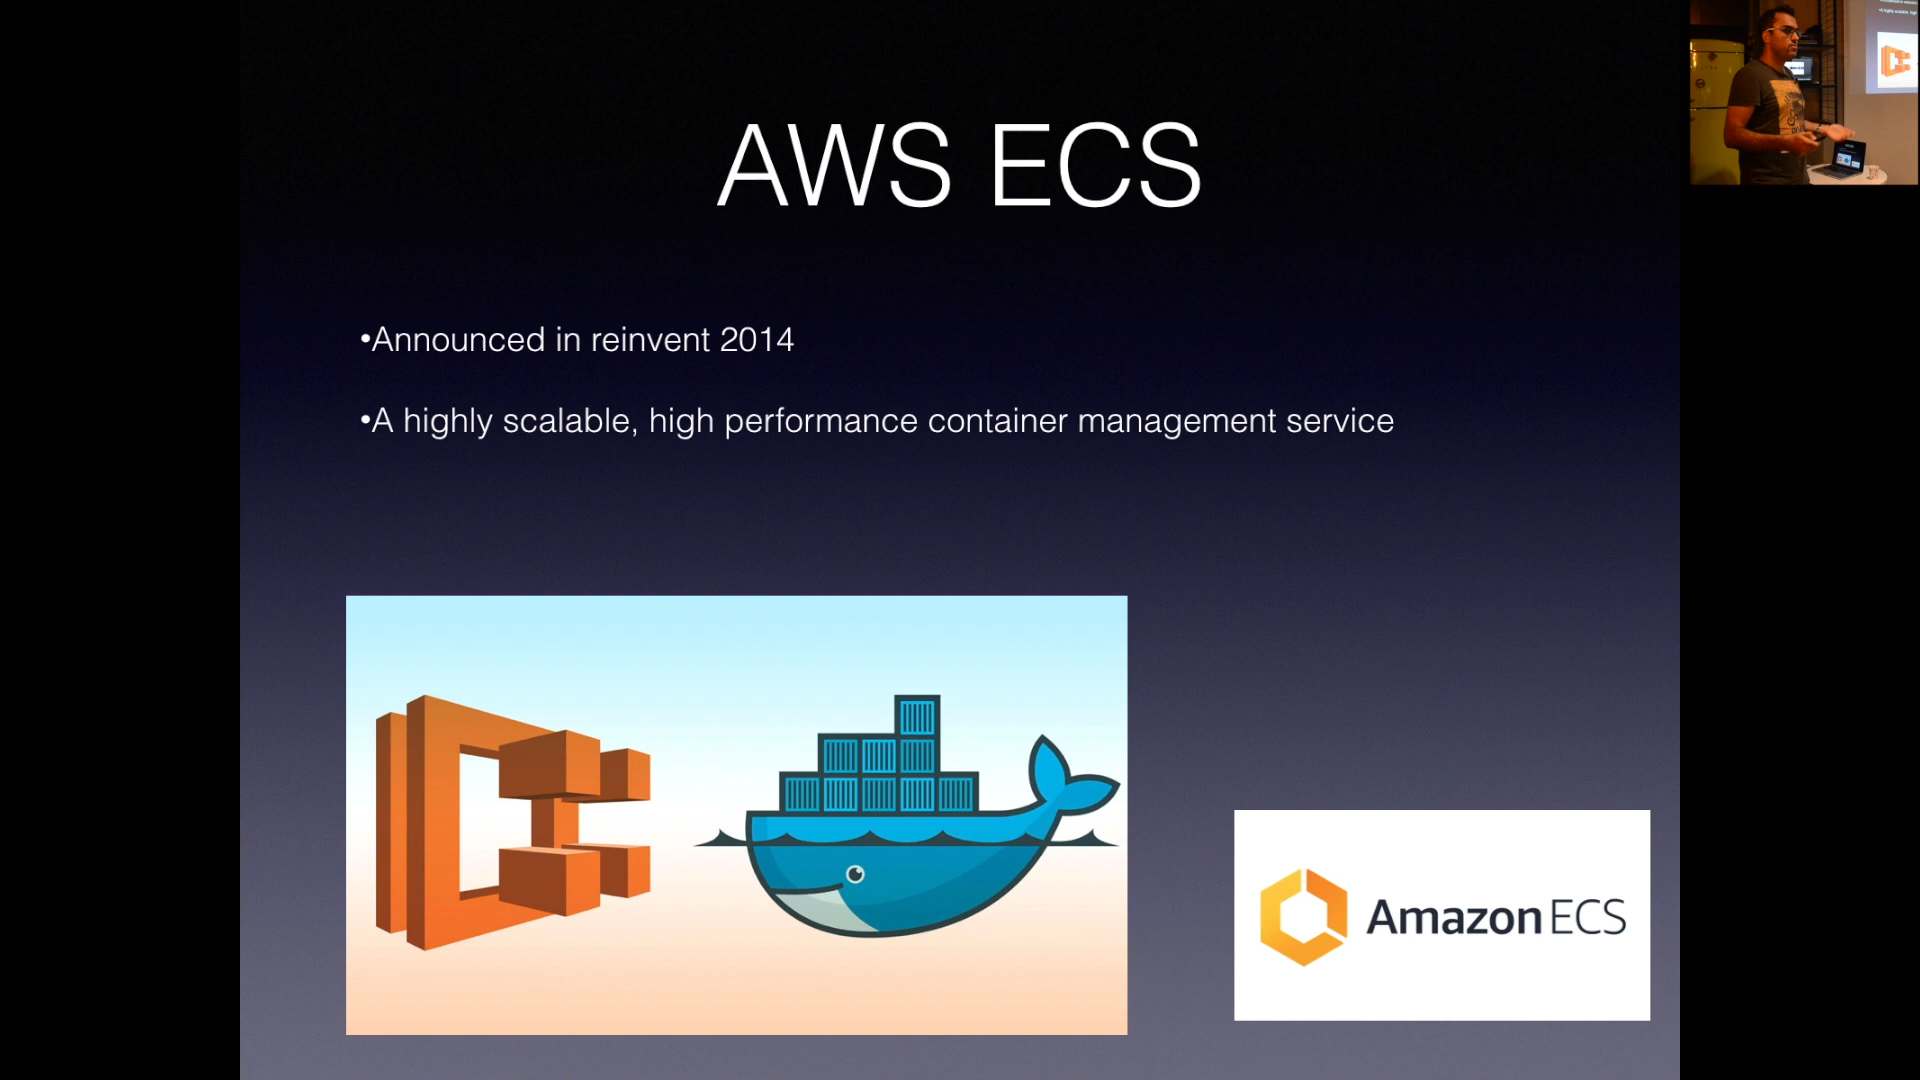 AWS ECS
•Announced in reinvent 2014
•A highly scalable, high performance container management service
Amazon ECS